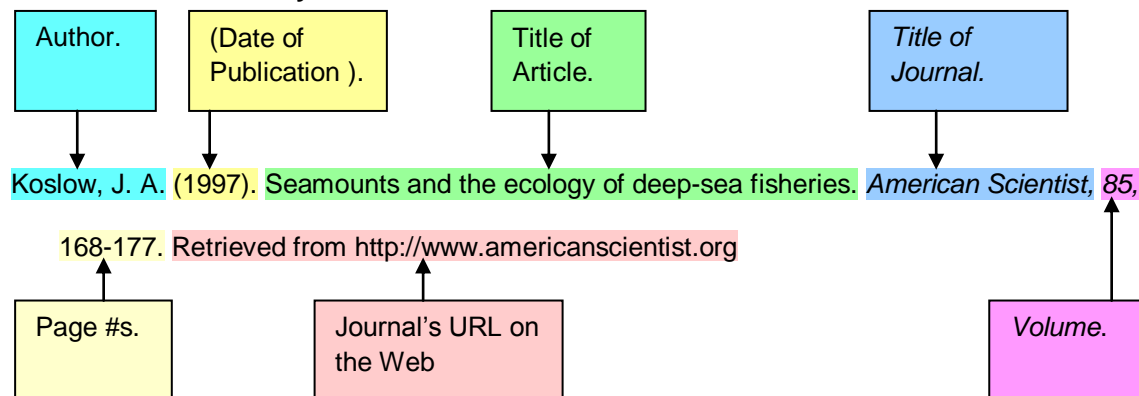 Author.
(Date of
Publication ).
Title of
Article.
Title of
Journal.
Koslow, J. A. (1997). Seamounts and the ecology of deep-sea fisheries. American Scientist, 85,
168-177. Retrieved from http://www.americanscientist.org
Page #s.
Journal's URL on
the Web
Volume.